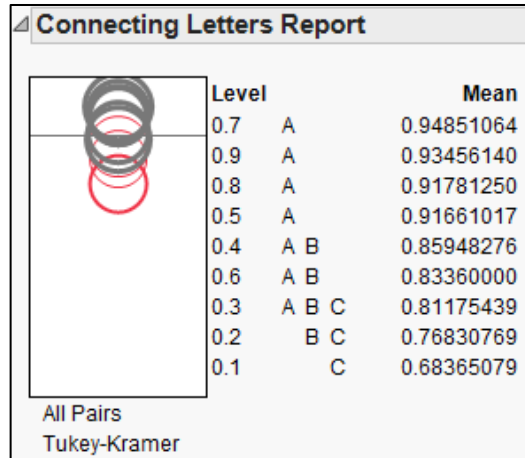 Connecting Letters Report
Level Mean
0.7 A 0.94851064
0.9 A 0.93456140
0.8 A 0.91781250
0.5 A 0.91661017
0.4 A B 0.85948276
0.6 A B 0.83360000
0.3 A B C 0.81175439
0.2 B C 0.76830769
0.1 C 0.68365079
All Pairs
Tukey-Kramer